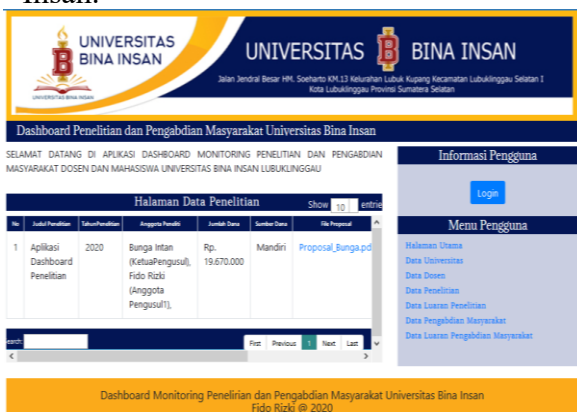 Insan.
UNIVERSITAS
BINA INSAN
UNIVERSITAS BINA INSAN
UNIVERSITAS BINA INSAN
Jalan Jendral Besar HM. Soeharto KM.13 Kelurahan Lubuk Kupang Kecamatan Lubuklinggau Selatan I
Kota Lubuklinggau Provinsi Sumatera Selatan
Dashboard Penelitian dan Pengabdian Masyarakat Universitas Bina Insan
SELAMAT DATANG DI APLIKASI DASHBOARD MONITORING PENELITIAN DAN PENGABDIAN
MASYARAKAT DOSEN DAN MAHASISWA UNIVERSITAS BINA INSAN LUBUKLINGGAU
Informasi Pengguna
Login
Halaman Data Penelitian
Show 10 entrie
No Judul Penelitian TahunPenelitian Anggota Peneliti Jumlah Dana Sumber Dana File Proposal
1 Aplikasi 2020 Bunga Intan Rp. Mandiri Proposal_Bunga.pd
Dashboard (KetuaPengusul), 19.670.000
Penelitian Fido Rizki
(Anggota
Pengusul1),
earch:
First Previous 1 Next Last
Menu Pengguna
Halaman Utama
Data Universitas
Data Dosen
Data Penelitian
Data Luaran Penelitian
Data Pengabdian Masyarakat
Data Luaran Pengabdian Masyarakat
Dashboard Monitoring Penelirian dan Pengabdian Masyarakat Universitas Bina Insan
Fido Rizki @ 2020